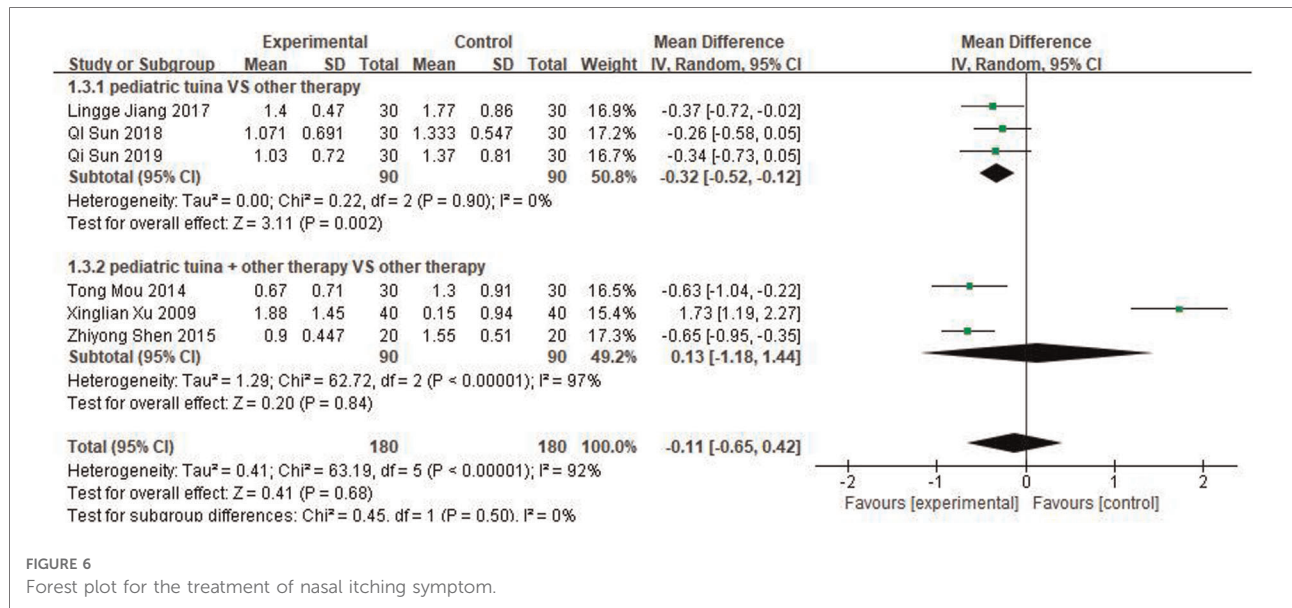 Experimental Control Mean Difference Mean Difference
Study or Subgroup Mean SD Total Mean SD Total Weight IV, Random, 95% CI IV, Random, 95% CI
1.3.1 pediatric tuina VS other therapy
Lingge Jiang 2017 1.4 0.47 30 1.77 0.86 30 16.9% -0.37 [-0.72, -0.02]
QI Sun 2018 1.071 0.691 30 1.333 0.547 30 17.2% -0.26 [-0.58, 0.05]
Qi Sun 2019 1.03 0.72 30 1.37 0.81 30 16.7% -0.34 [-0.73, 0.05]
Subtotal (95% CI) 90 90 50.8% -0.32 [-0.52, -0.12]
Heterogeneity: Tau² = 0.00; Chi² = 0.22, df = 2 (P = 0.90); I² = 0%
Test for overall effect: Z = 3.11 (P = 0.002)
1.3.2 pediatric tuina + other therapy VS other therapy
Tong Mou 2014 0.67 0.71 30 1.3 0.91 30 16.5% -0.63 [-1.04, -0.22]
Xinglian Xu 2009 1.88 1.45 40 0.15 0.94 40 15.4% 1.73 [1.19, 2.27]
Zhiyong Shen 2015 0.9 0.447 20 1.55 0.51 20 17.3% -0.65 [-0.95, -0.35]
Subtotal (95% CI) 90 90 49.2% 0.13 [-1.18, 1.44]
Heterogeneity: Tau² = 1.29; Chi² = 62.72, df = 2 (P < 0.00001); I² = 97%
Test for overall effect: Z = 0.20 (P = 0.84)
Total (95% CI) 180 180 100.0% -0.11 [-0.65, 0.42]
Heterogeneity: Tau² = 0.41; Chi² = 63.19, df = 5 (P < 0.00001); I² = 92%
Test for overall effect: Z = 0.41 (P = 0.68)
Test for subgroup differences: Chi² = 0.45. df = 1 (P = 0.50). I² = 0%
-2 -1 0 1 2
Favours [experimental] Favours [control]
FIGURE 6
Forest plot for the treatment of nasal itching symptom.